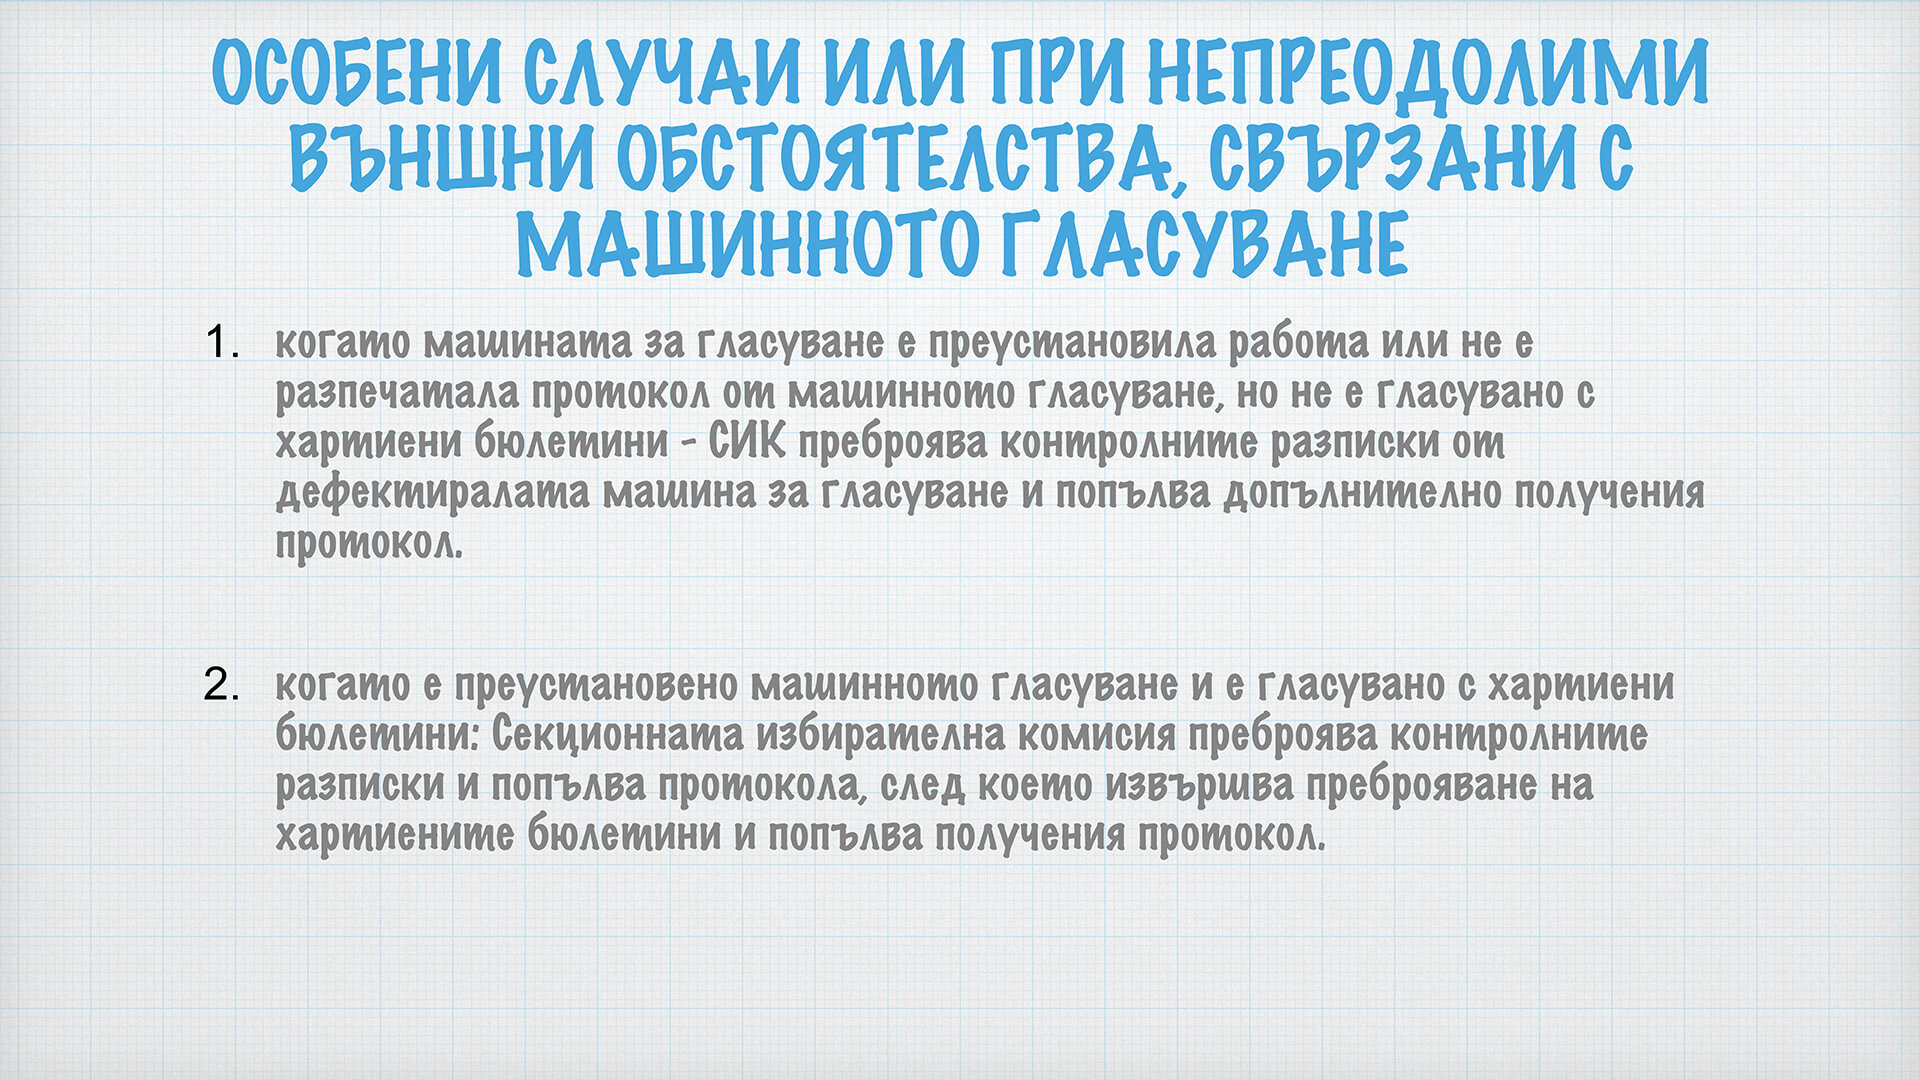 ОСОБЕНИ СЛУЧАИ ИЛИ ПРИ НЕПРЕОДОЛИМИ
ВЪНШНИ ОБСТОЯТЕЛСТВА, СВЪРЗАНИ С
МАШИННОТО ГЛАСУВАНЕ
1. когато машината за гласуване е преустановила работа или не е
разпечатала протокол от машинното гласуване, но не е гласувано с
хартиени бюлетини - СИК преброява контролните разписки от
дефектиралата машина за гласуване и попълва допълнително получения
протокол.
2. когато е преустановено машинното гласуване и е гласувано с хартиени
бюлетини: Секционната избирателна комисия преброява контролните
разписки и попълва протокола, след което извършва преброяване на
хартиените бюлетини и попълва получения протокол.